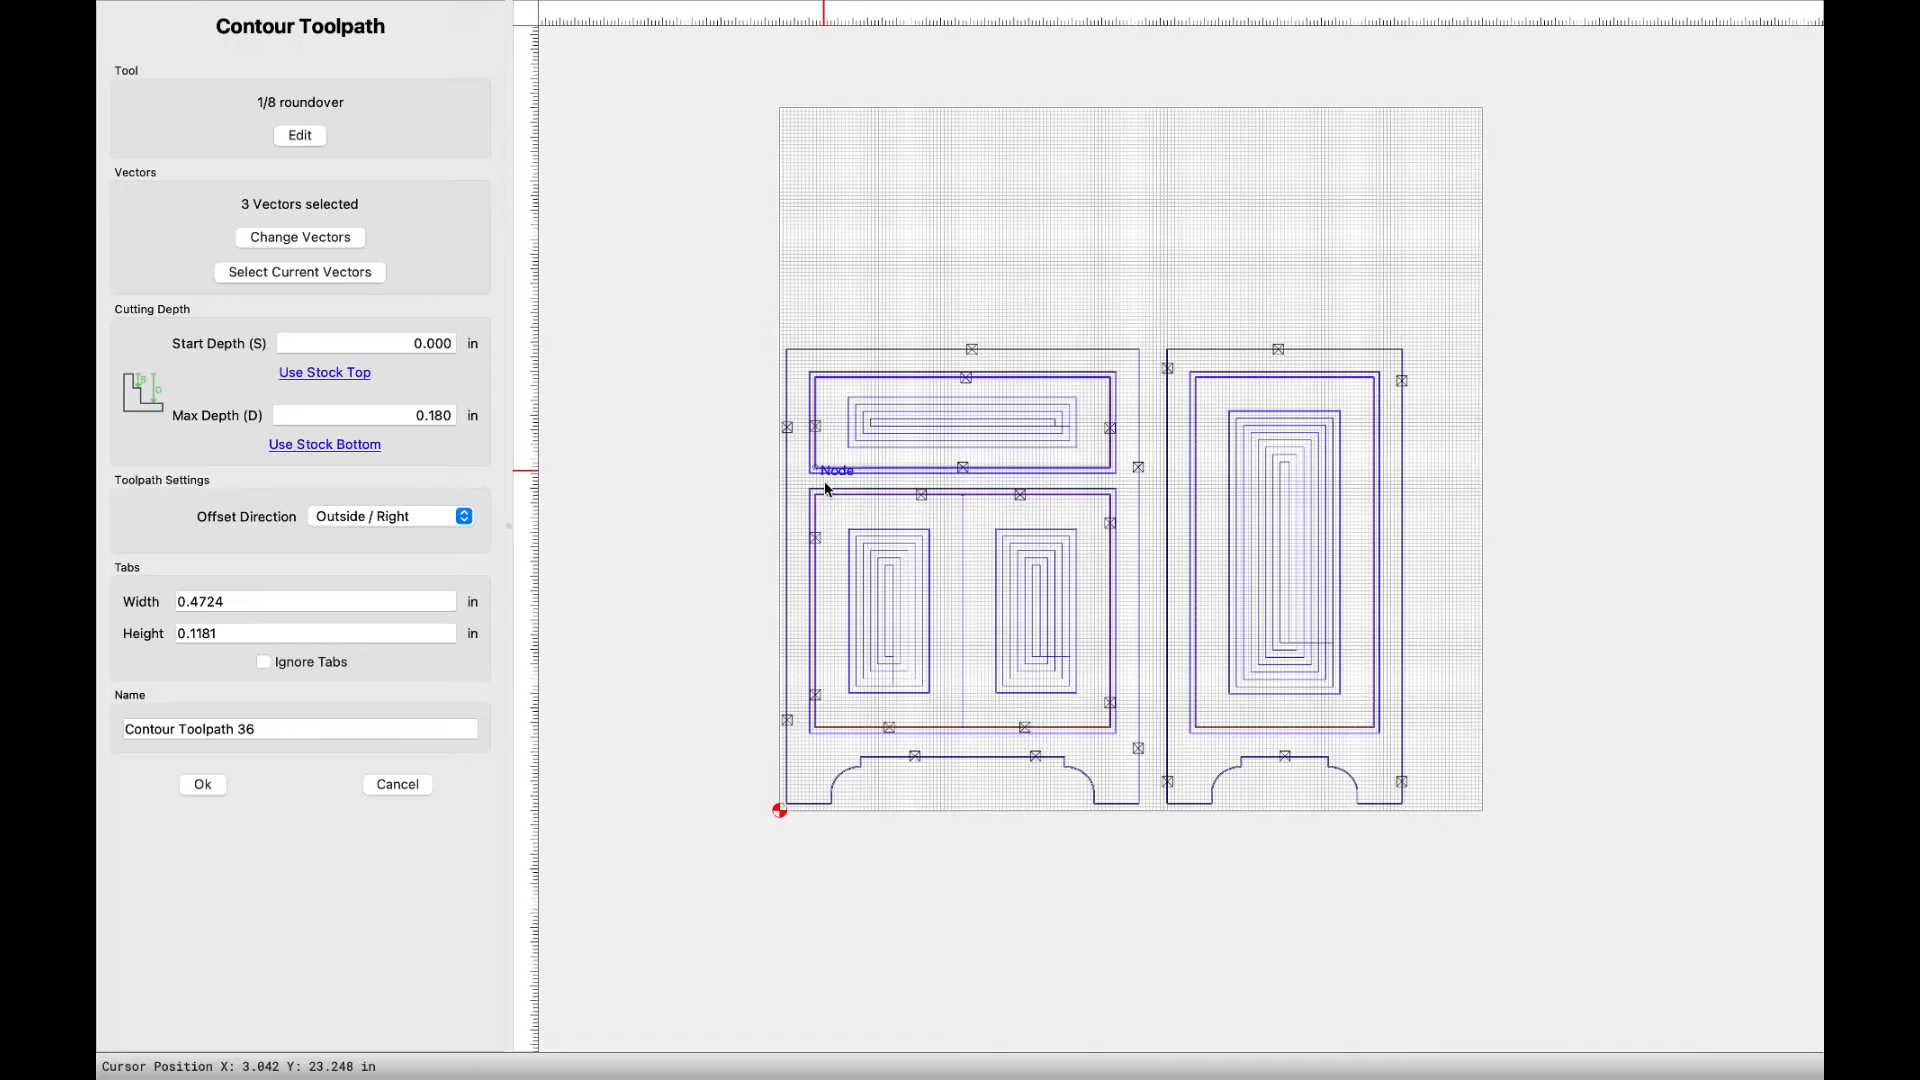 Contour Toolpath
Tool
1/8 roundover
Edit
Vectors
3 Vectors selected
Change Vectors
Select Current Vectors
Cutting Depth
Start Depth (S) 0.000 in
Use Stock Top
S
D
Max Depth (D) 0.180 in
Use Stock Bottom
Toolpath Settings
Offset Direction Outside / Right
Tabs
Width 0.4724 in
Height 0.1181 in
Ignore Tabs
Name
Contour Toolpath 36
Ok Cancel
Node
Cursor Position X: 3.042 Y: 23.248 in